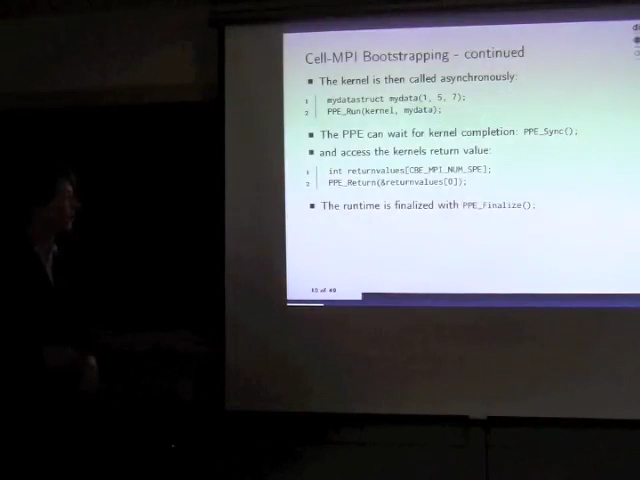 Cell-MPI Bootstrapping - continued
The kernel is then called asynchronously:
1 mydatastruct mydata(1, 5, 7);
2 PPE_Run(kernel, mydata);
The PPE can wait for kernel completion: PPE_Sync();
and access the kernels return value:
1 int returnvalues[CBE_MPI_NUM_SPE];
2 PPE_Return(&returnvalues[0]);
The runtime is finalized with PPE_Finalize();